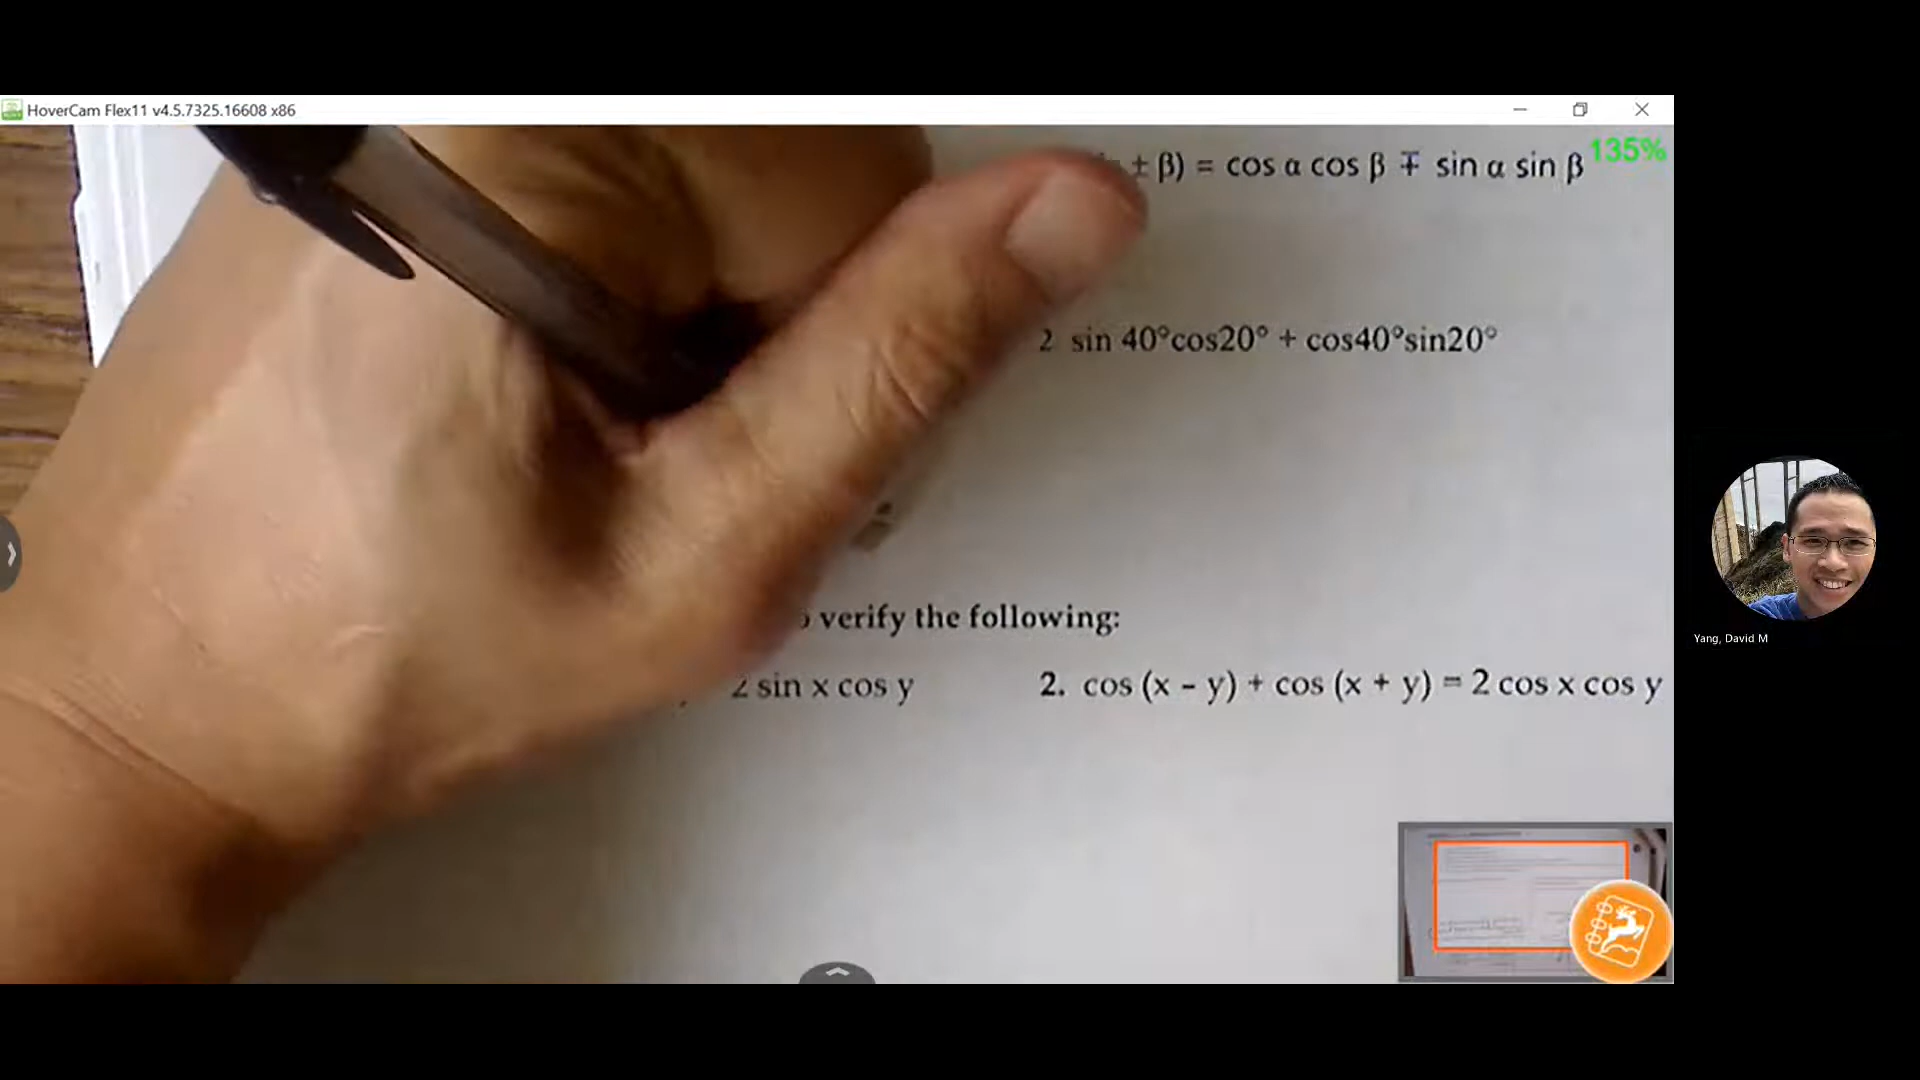 HoverCam Flex11 v4.5.7325.16608 x86
135%
± β) = cos α cos β ∓ sin α sin β
2 sin 40°cos20° + cos40°sin20°
verify the following:
2 sin x cos y
2. cos (x - y) + cos (x + y) = 2 cos x cos y
Yang, David M